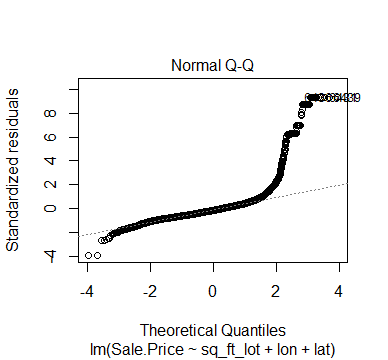 Normal Q-Q
Standardized residuals
8
6
4
2
0
-4
-4
-2
0
2
4
Theoretical Quantiles
lm(Sale.Price ~ sq_ft_lot + lon + lat)